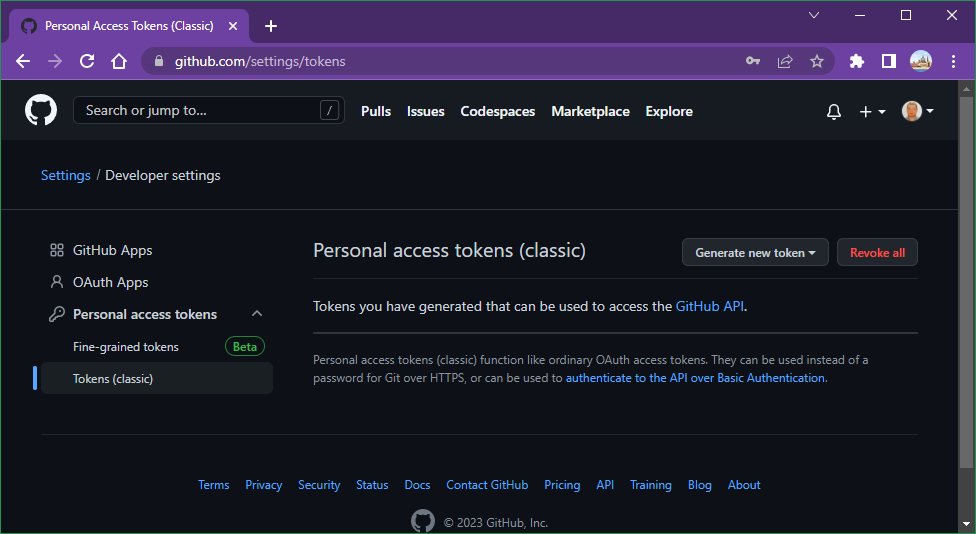 Personal Access Tokens (Classic)
github.com/settings/tokens
Search or jump to... / Pulls Issues Codespaces Marketplace Explore
Settings / Developer settings
GitHub Apps
OAuth Apps
Personal access tokens
Fine-grained tokens Beta
Tokens (classic)
Personal access tokens (classic) Generate new token Revoke all
Tokens you have generated that can be used to access the GitHub API.
Personal access tokens (classic) function like ordinary OAuth access tokens. They can be used instead of a
password for Git over HTTPS, or can be used to authenticate to the API over Basic Authentication.
Terms Privacy Security Status Docs Contact GitHub Pricing API Training Blog About
© 2023 GitHub, Inc.